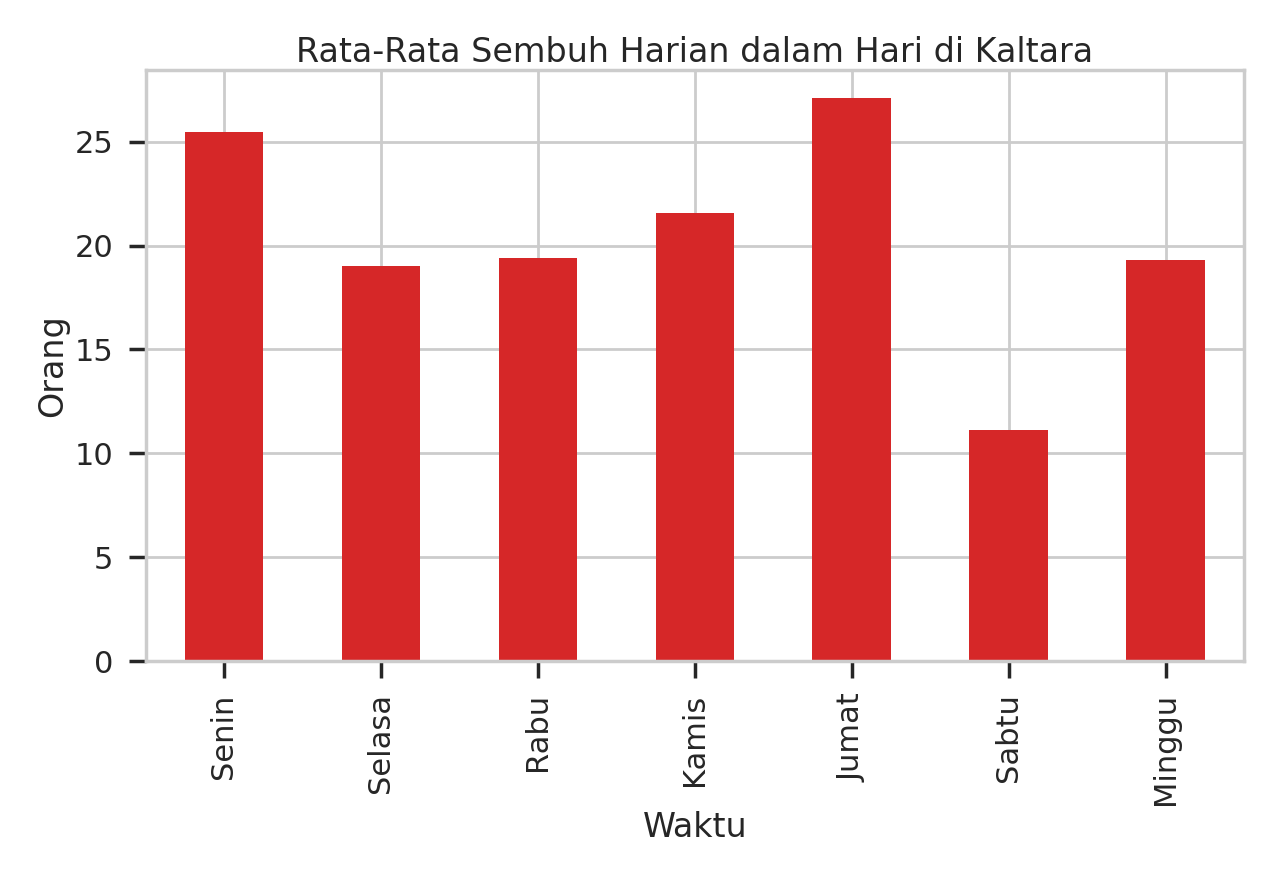 Rata-Rata Sembuh Harian dalam Hari di Kaltara
Orang
25
20
15
10
5
0
Senin
Selasa
Rabu
Kamis
Jumat
Sabtu
Minggu
Waktu